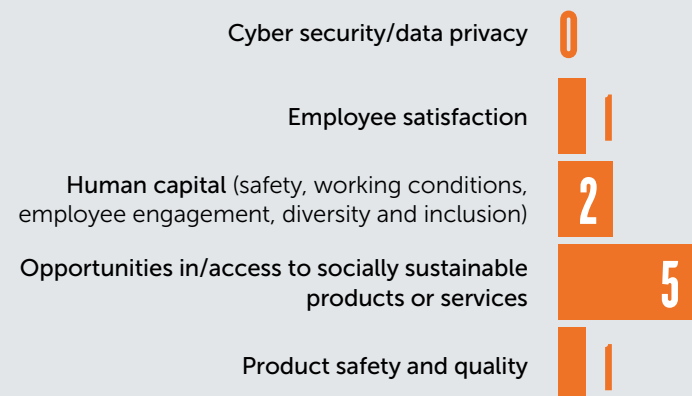 Cyber security/data privacy 0
Employee satisfaction 1
Human capital (safety, working conditions,
employee engagement, diversity and inclusion) 2
Opportunities in/access to socially sustainable
products or services 5
Product safety and quality 1